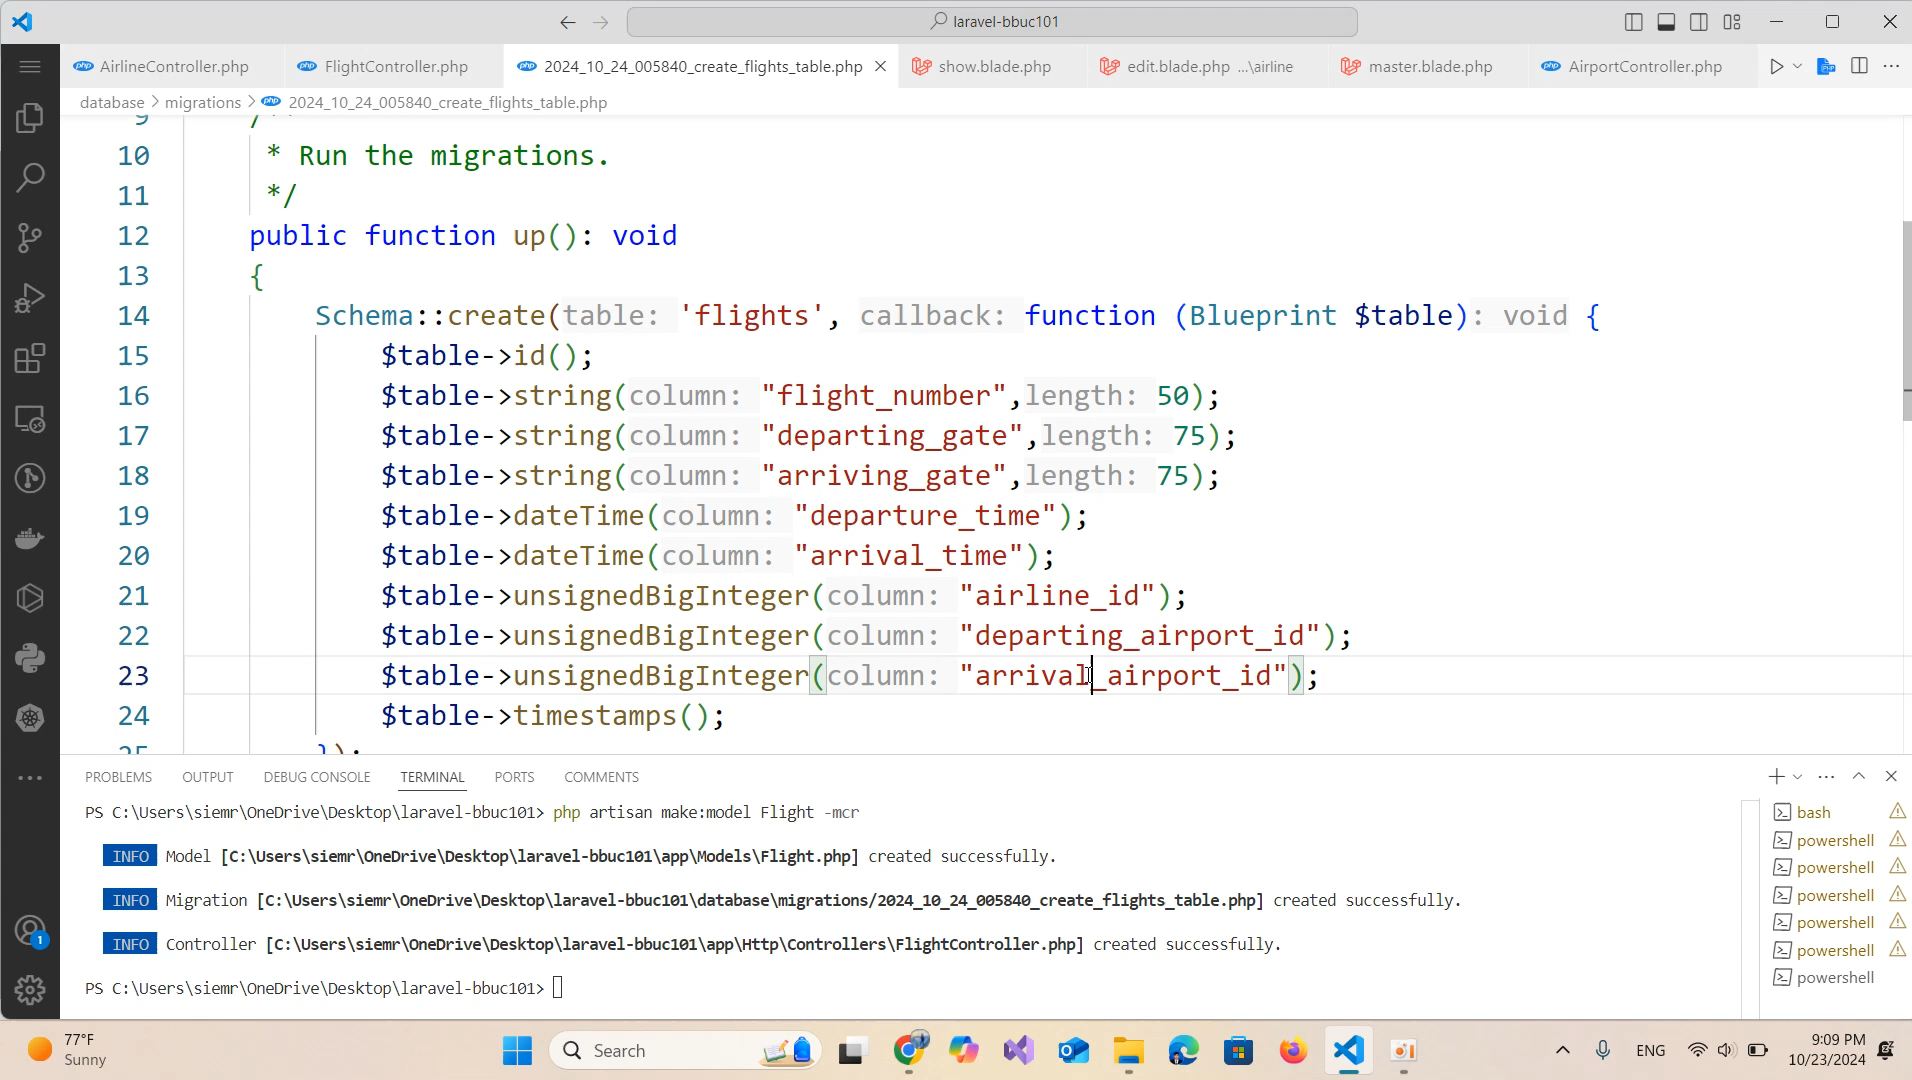 laravel-bbuc101
AirlineController.php
FlightController.php
2024_10_24_005840_create_flights_table.php
show.blade.php
edit.blade.php ...\airline
master.blade.php
AirportController.php
database > migrations > 2024_10_24_005840_create_flights_table.php
9 /**
10 * Run the migrations.
11 */
12 public function up(): void
13 {
14 Schema::create(table: 'flights', callback: function (Blueprint $table): void {
15 $table->id();
16 $table->string(column: "flight_number",length: 50);
17 $table->string(column: "departing_gate",length: 75);
18 $table->string(column: "arriving_gate",length: 75);
19 $table->dateTime(column: "departure_time");
20 $table->dateTime(column: "arrival_time");
21 $table->unsignedBigInteger(column: "airline_id");
22 $table->unsignedBigInteger(column: "departing_airport_id");
23 $table->unsignedBigInteger(column: "arrival_airport_id");
24 $table->timestamps();
25 });
PROBLEMS OUTPUT DEBUG CONSOLE TERMINAL PORTS COMMENTS
PS C:\Users\siemr\OneDrive\Desktop\laravel-bbuc101> php artisan make:model Flight -mcr
INFO Model [C:\Users\siemr\OneDrive\Desktop\laravel-bbuc101\app\Models\Flight.php] created successfully.
INFO Migration [C:\Users\siemr\OneDrive\Desktop\laravel-bbuc101\database\migrations/2024_10_24_005840_create_flights_table.php] created successfully.
INFO Controller [C:\Users\siemr\OneDrive\Desktop\laravel-bbuc101\app\Http\Controllers\FlightController.php] created successfully.
PS C:\Users\siemr\OneDrive\Desktop\laravel-bbuc101>
bash
powershell
powershell
powershell
powershell
powershell
powershell
1
77°F
Sunny
Search
ENG
9:09 PM
10/23/2024